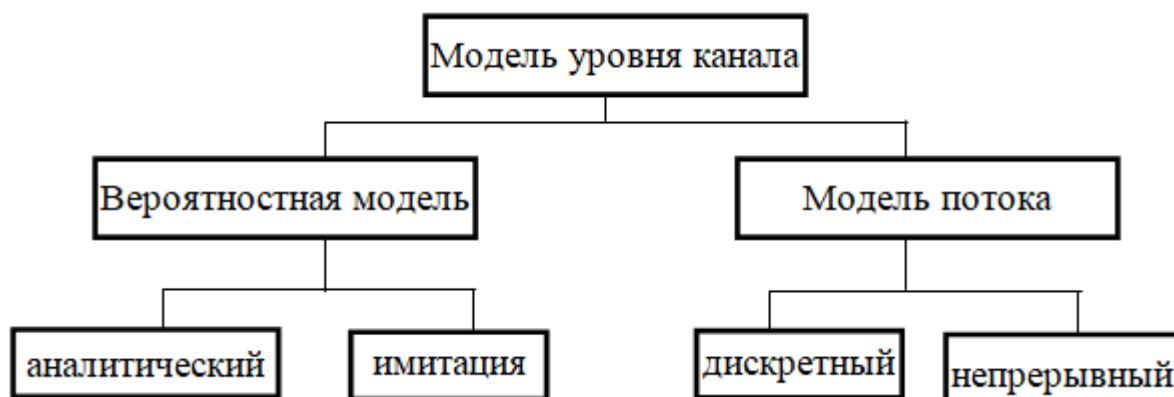 Модель уровня канала
Вероятностная модель
Модель потока
аналитический
имитация
дискретный
непрерывный